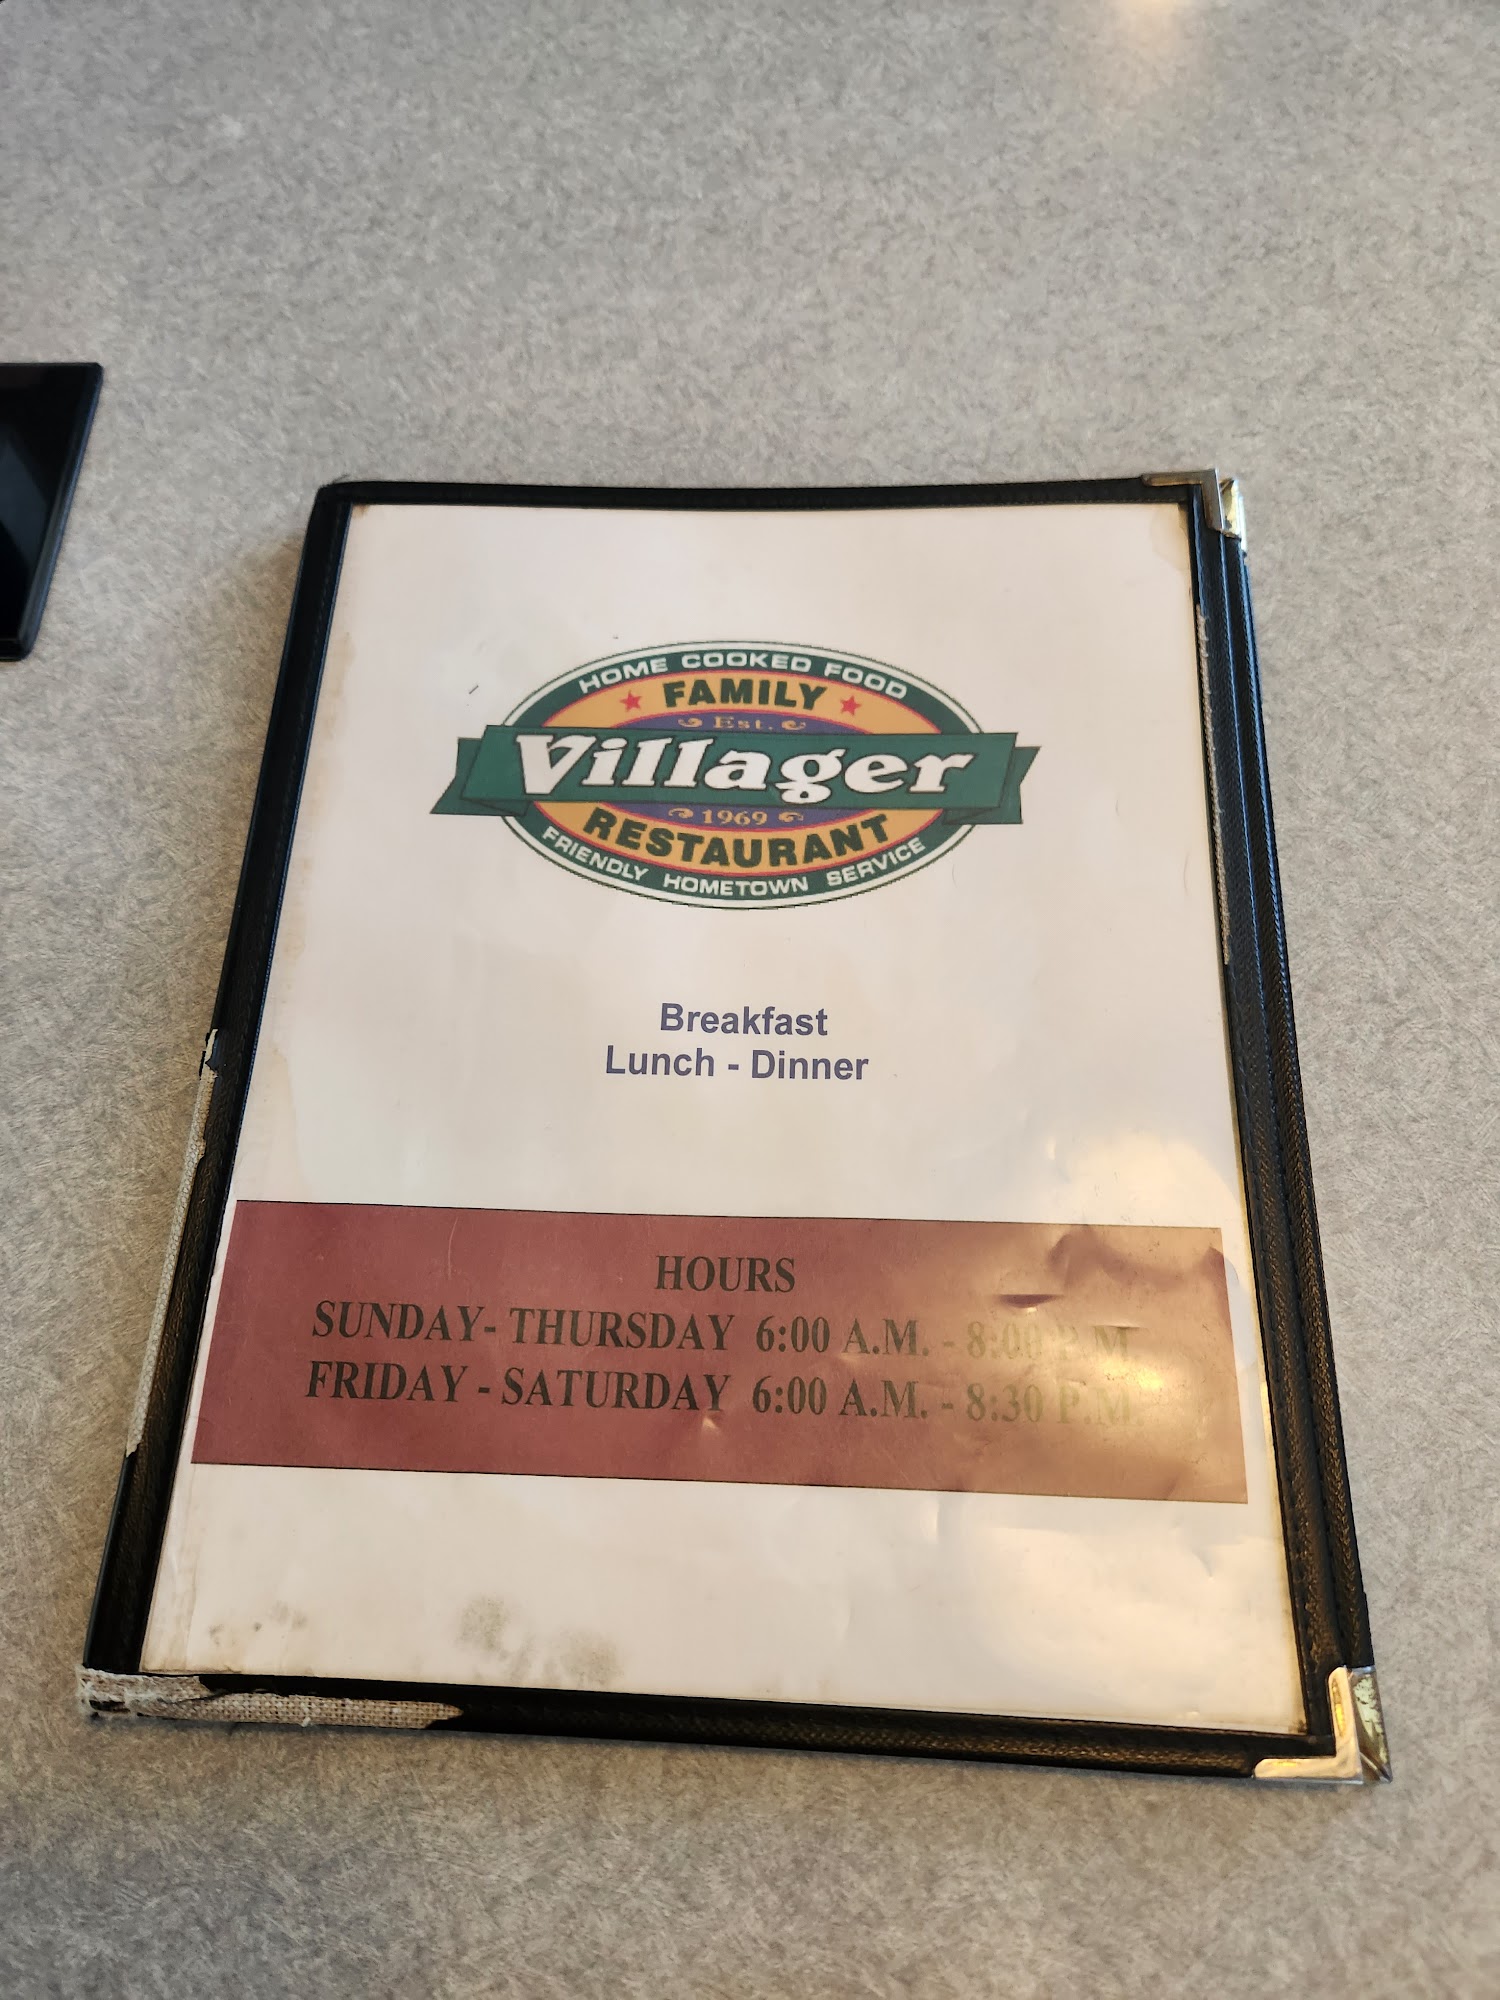 HOME COOKED FOOD
FAMILY
Est.
Villager
1969
RESTAURANT
FRIENDLY HOMETOWN SERVICE
Breakfast
Lunch - Dinner
HOURS
SUNDAY- THURSDAY 6:00 A.M. - 8:00 P.M.
FRIDAY - SATURDAY 6:00 A.M. - 8:30 P.M.